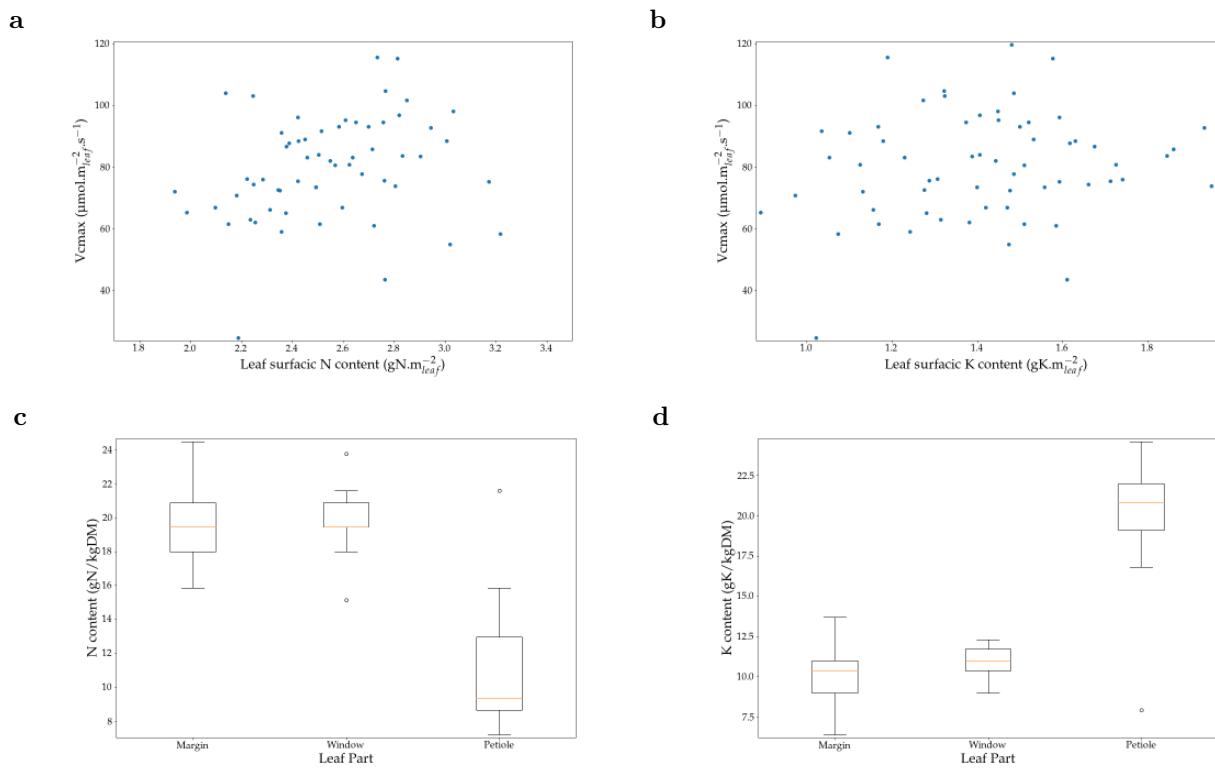 a
b
120
100
80
60
40
Vcmax (µmol.m$_{leaf}^{-2}$.s$^{-1}$)
1.8 2.0 2.2 2.4 2.6 2.8 3.0 3.2 3.4
Leaf surfacic N content (gN.m$_{leaf}^{-2}$)
120
100
80
60
40
Vcmax (µmol.m$_{leaf}^{-2}$.s$^{-1}$)
1.0 1.2 1.4 1.6 1.8
Leaf surfacic K content (gK.m$_{leaf}^{-2}$)
c
d
24
22
20
18
16
14
12
10
8
N content (gN/kgDM)
Margin Window Petiole
Leaf Part
22.5
20.0
17.5
15.0
12.5
10.0
7.5
K content (gK/kgDM)
Margin Window Petiole
Leaf Part